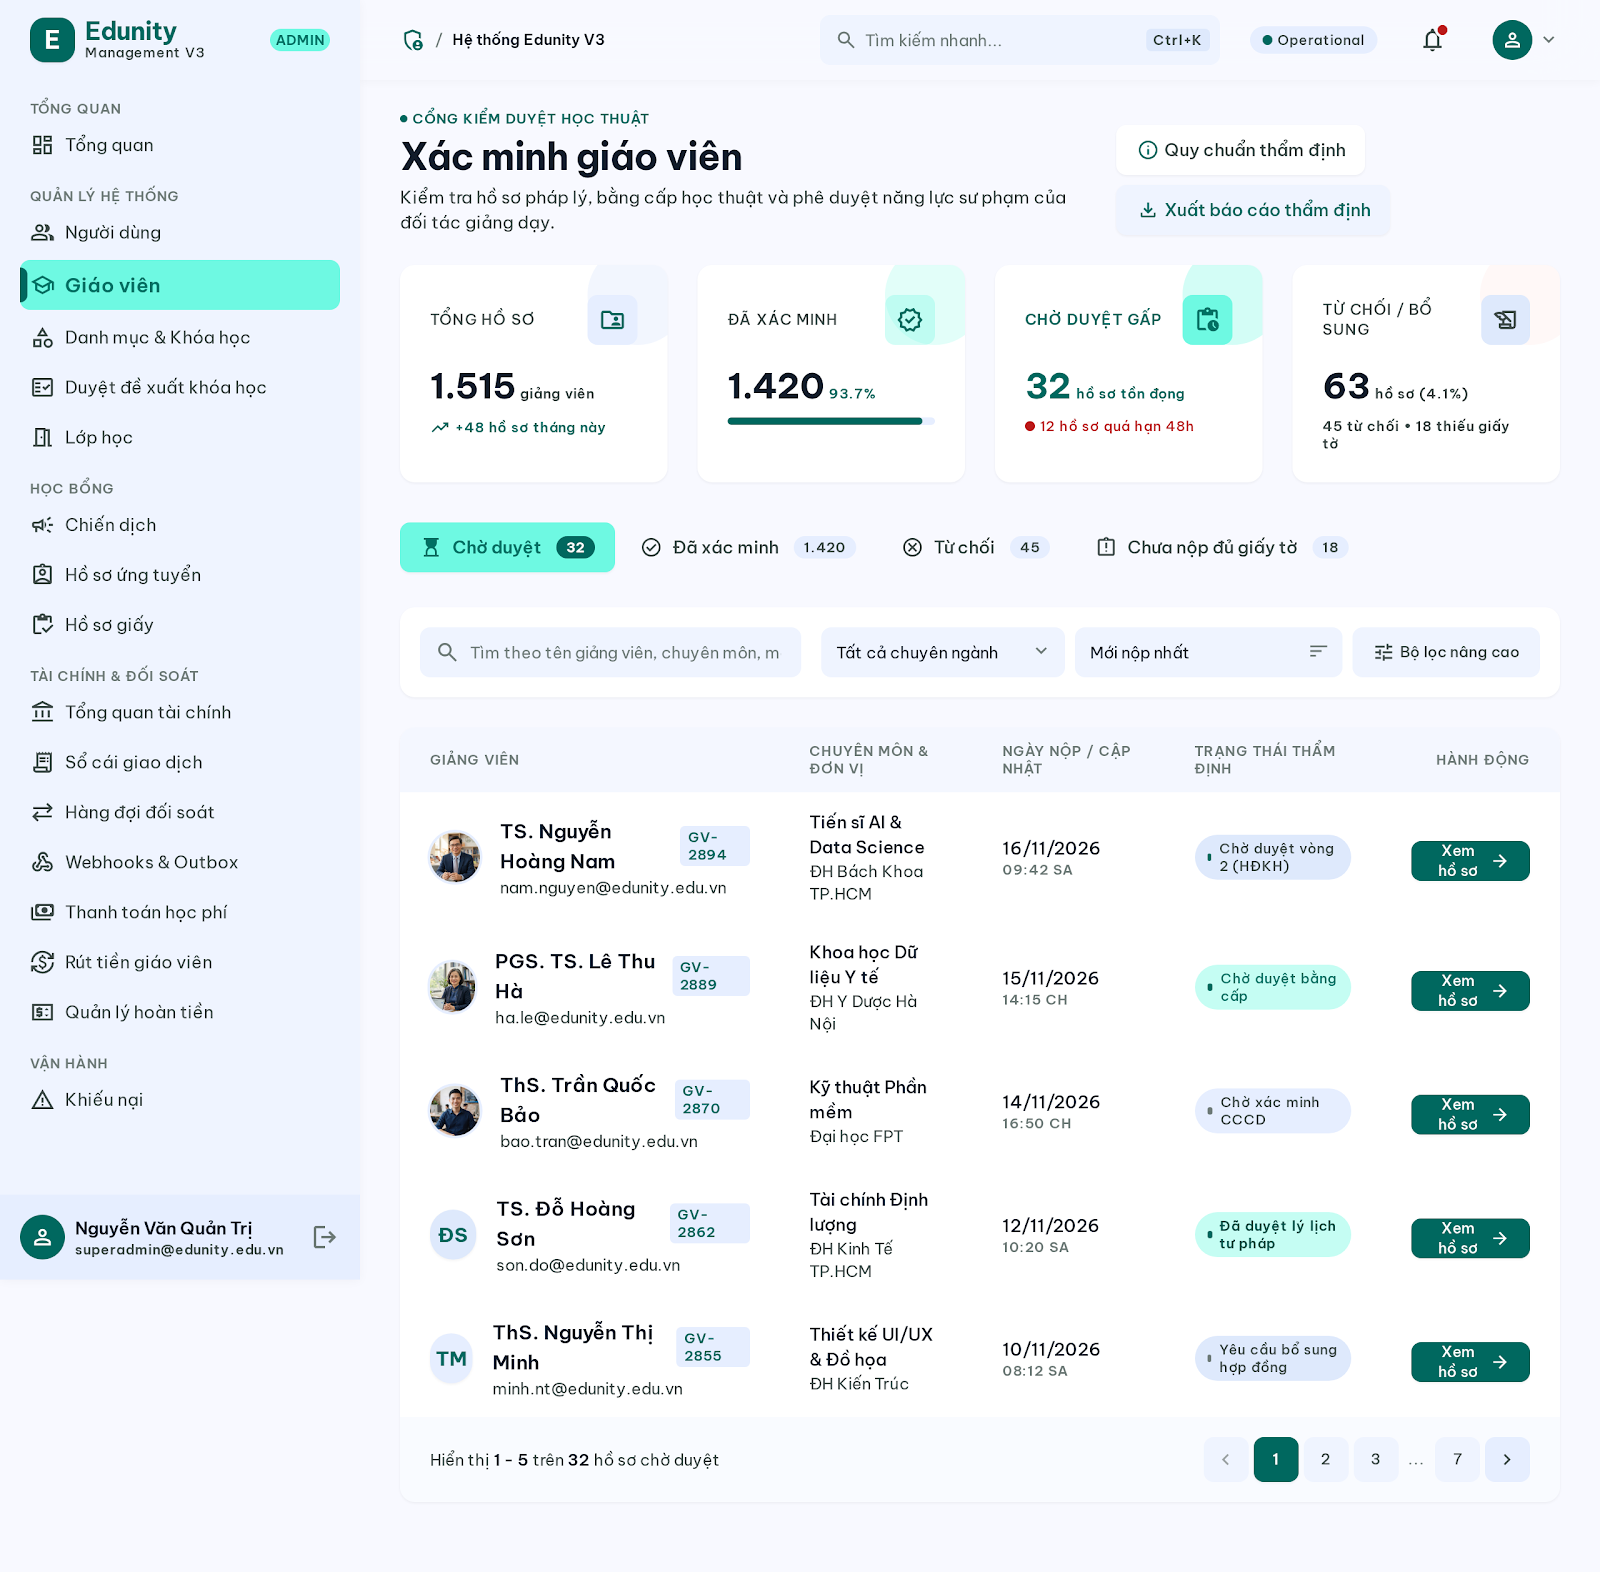 E
Edunity
Management V3
ADMIN
TỔNG QUAN
Tổng quan
QUẢN LÝ HỆ THỐNG
Người dùng
Giáo viên
Danh mục & Khóa học
Duyệt đề xuất khóa học
Lớp học
HỌC BỔNG
Chiến dịch
Hồ sơ ứng tuyển
Hồ sơ giấy
TÀI CHÍNH & ĐỐI SOÁT
Tổng quan tài chính
Sổ cái giao dịch
Hàng đợi đối soát
Webhooks & Outbox
Thanh toán học phí
Rút tiền giáo viên
Quản lý hoàn tiền
VẬN HÀNH
Khiếu nại
Nguyễn Văn Quản Trị
superadmin@edunity.edu.vn
/ Hệ thống Edunity V3
Tìm kiếm nhanh...
Ctrl+K
Operational
CỔNG KIỂM DUYỆT HỌC THUẬT
Xác minh giáo viên
Kiểm tra hồ sơ pháp lý, bằng cấp học thuật và phê duyệt năng lực sư phạm của
đối tác giảng dạy.
Quy chuẩn thẩm định
Xuất báo cáo thẩm định
TỔNG HỒ SƠ
1.515 giảng viên
+48 hồ sơ tháng này
ĐÃ XÁC MINH
1.420 93.7%
CHỜ DUYỆT GẤP
32 hồ sơ tồn đọng
12 hồ sơ quá hạn 48h
TỪ CHỐI / BỔ
SUNG
63 hồ sơ (4.1%)
45 từ chối • 18 thiếu giấy
tờ
Chờ duyệt 32
Đã xác minh 1.420
Từ chối 45
Chưa nộp đủ giấy tờ 18
Tìm theo tên giảng viên, chuyên môn, m
Tất cả chuyên ngành
Mới nộp nhất
Bộ lọc nâng cao
GIẢNG VIÊN
CHUYÊN MÔN &
ĐƠN VỊ
NGÀY NỘP / CẬP
NHẬT
TRẠNG THÁI THẨM
ĐỊNH
HÀNH ĐỘNG
TS. Nguyễn
Hoàng Nam
GV-
2894
nam.nguyen@edunity.edu.vn
Tiến sĩ AI &
Data Science
ĐH Bách Khoa
TP.HCM
16/11/2026
09:42 SA
Chờ duyệt vòng
2 (HĐKH)
Xem
hồ sơ
PGS. TS. Lê Thu
Hà
GV-
2889
ha.le@edunity.edu.vn
Khoa học Dữ
liệu Y tế
ĐH Y Dược Hà
Nội
15/11/2026
14:15 CH
Chờ duyệt bằng
cấp
Xem
hồ sơ
ThS. Trần Quốc
Bảo
GV-
2870
bao.tran@edunity.edu.vn
Kỹ thuật Phần
mềm
Đại học FPT
14/11/2026
16:50 CH
Chờ xác minh
CCCD
Xem
hồ sơ
ĐS
TS. Đỗ Hoàng
Sơn
GV-
2862
son.do@edunity.edu.vn
Tài chính Định
lượng
ĐH Kinh Tế
TP.HCM
12/11/2026
10:20 SA
Đã duyệt lý lịch
tư pháp
Xem
hồ sơ
TM
ThS. Nguyễn Thị
Minh
GV-
2855
minh.nt@edunity.edu.vn
Thiết kế UI/UX
& Đồ họa
ĐH Kiến Trúc
10/11/2026
08:12 SA
Yêu cầu bổ sung
hợp đồng
Xem
hồ sơ
Hiển thị 1 - 5 trên 32 hồ sơ chờ duyệt
1 2 3 ... 7